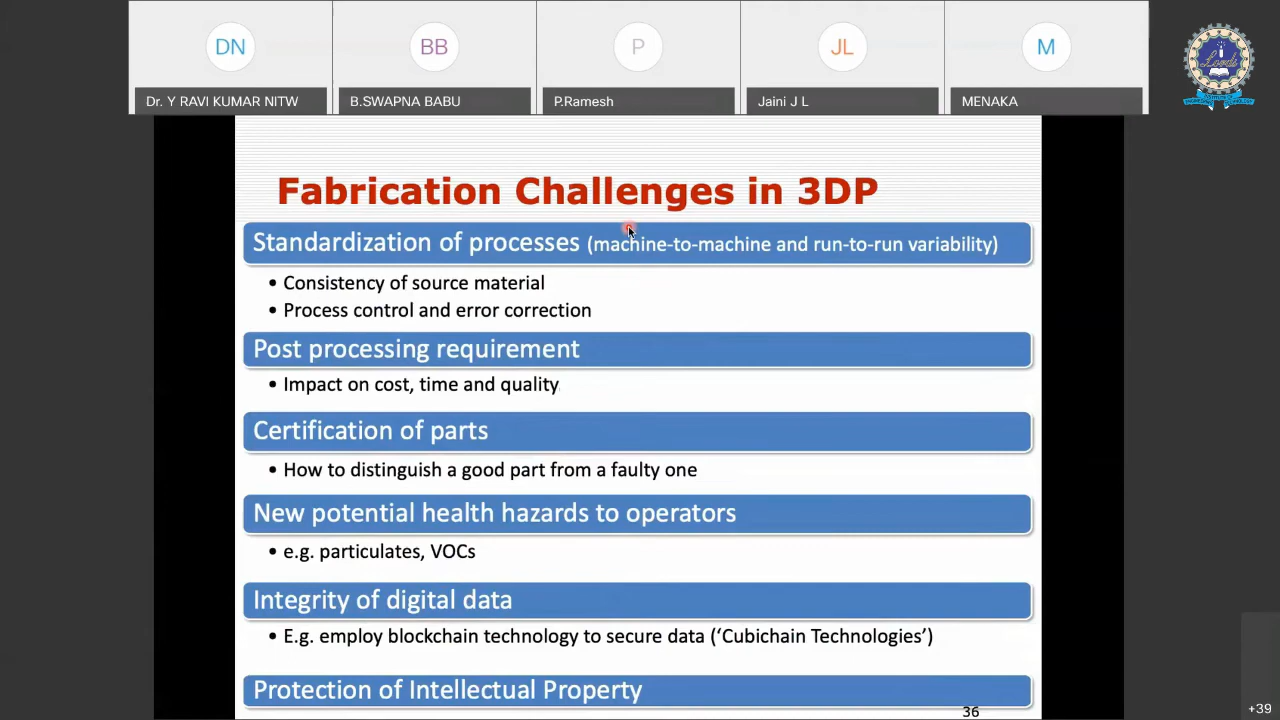 DN
BB
P
JL
M
Dr. Y RAVI KUMAR NITW
B.SWAPNA BABU
P.Ramesh
Jaini J L
MENAKA
Fabrication Challenges in 3DP
Standardization of processes (machine-to-machine and run-to-run variability)
• Consistency of source material
• Process control and error correction
Post processing requirement
• Impact on cost, time and quality
Certification of parts
• How to distinguish a good part from a faulty one
New potential health hazards to operators
• e.g. particulates, VOCs
Integrity of digital data
• E.g. employ blockchain technology to secure data (‘Cubichain Technologies’)
Protection of Intellectual Property
36
+39